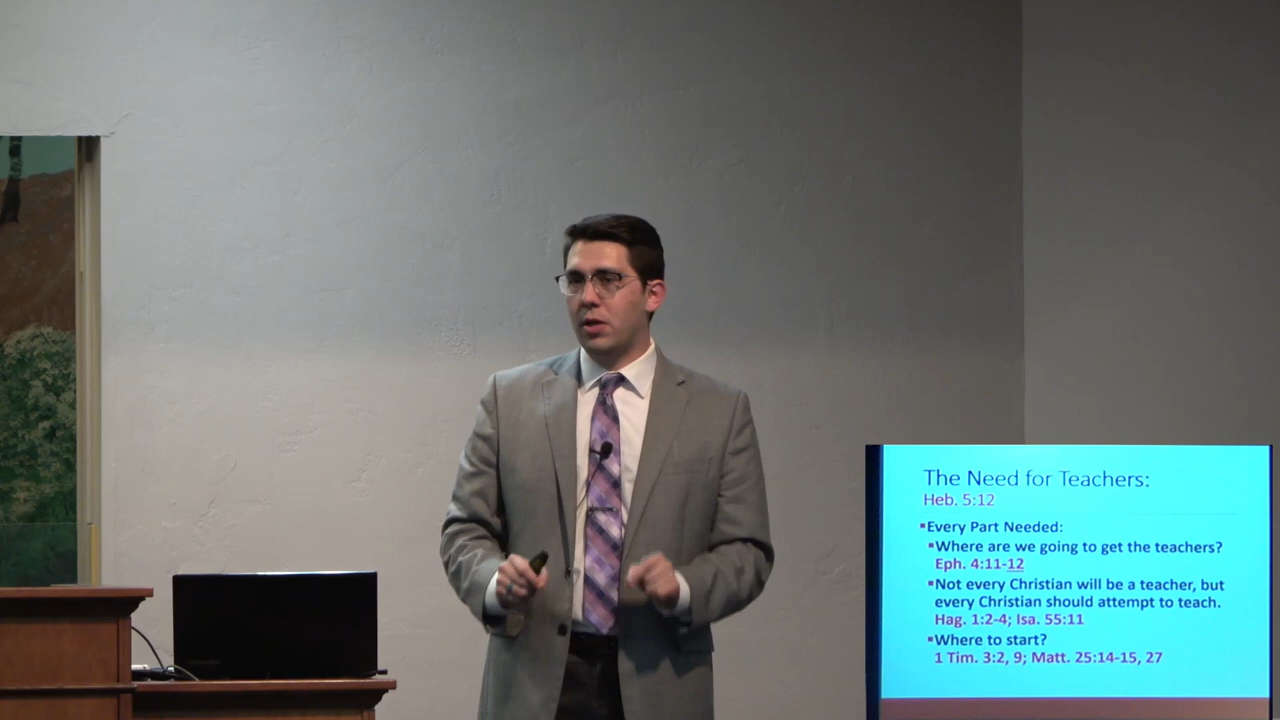 The Need for Teachers:
Heb. 5:12
▪Every Part Needed:
▪Where are we going to get the teachers?
Eph. 4:11-12
▪Not every Christian will be a teacher, but
every Christian should attempt to teach.
Hag. 1:2-4; Isa. 55:11
▪Where to start?
1 Tim. 3:2, 9; Matt. 25:14-15, 27